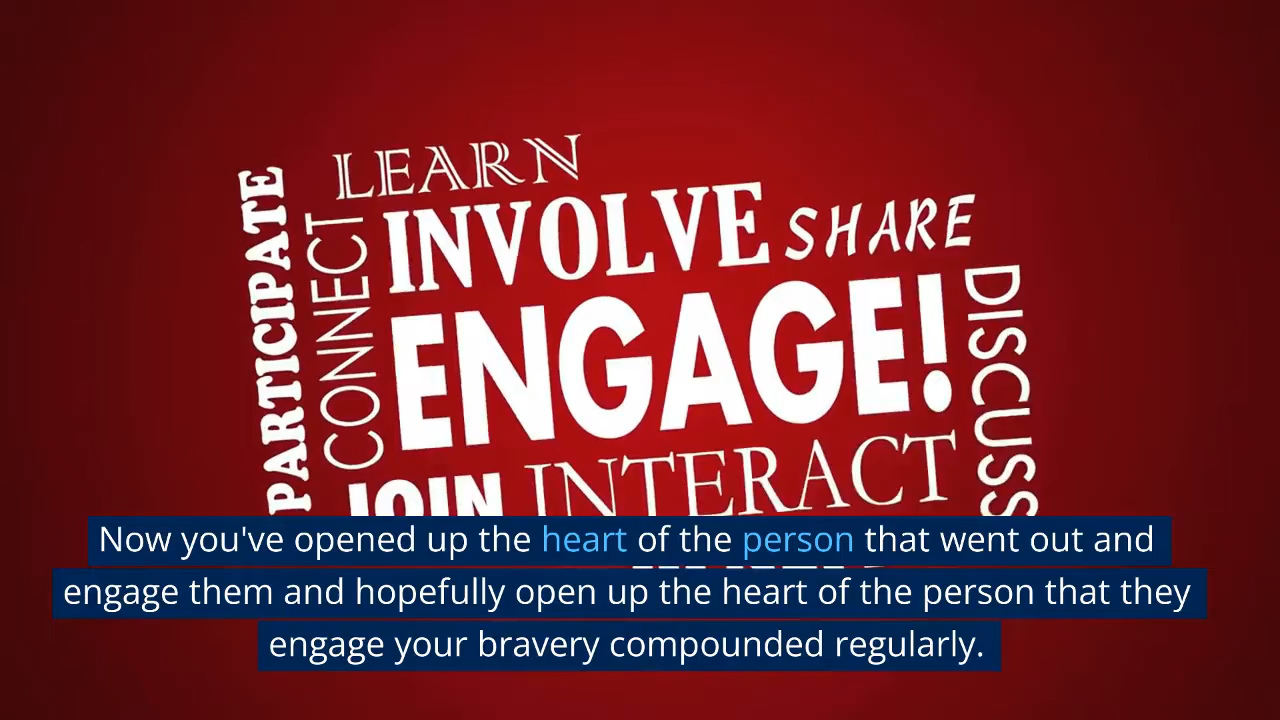 LEARN
PARTICIPATE
CONNECT
INVOLVE
SHARE
ENGAGE!
DISCUSS
JOIN
INTERACT
Now you've opened up the heart of the person that went out and
engage them and hopefully open up the heart of the person that they
engage your bravery compounded regularly.